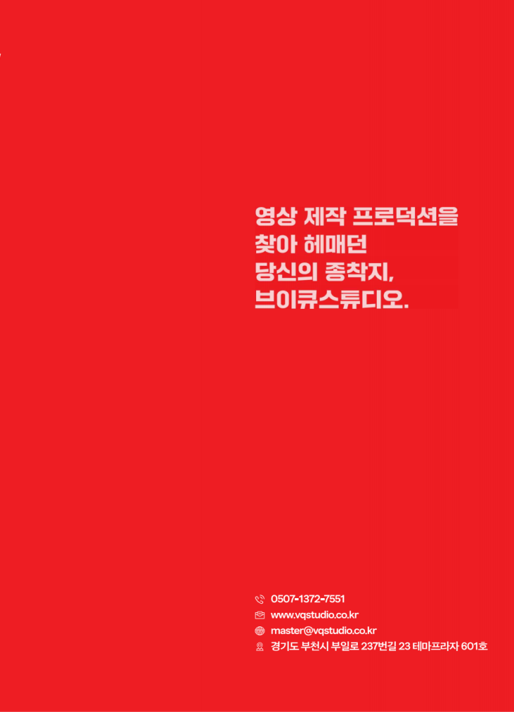 영상 제작 프로덕션을
찾아 헤매던
당신의 종착지,
브이큐스튜디오.
0507-1372-7551
www.vqstudio.co.kr
master@vqstudio.co.kr
경기도 부천시 부일로 237번길 23 테마프라자 601호